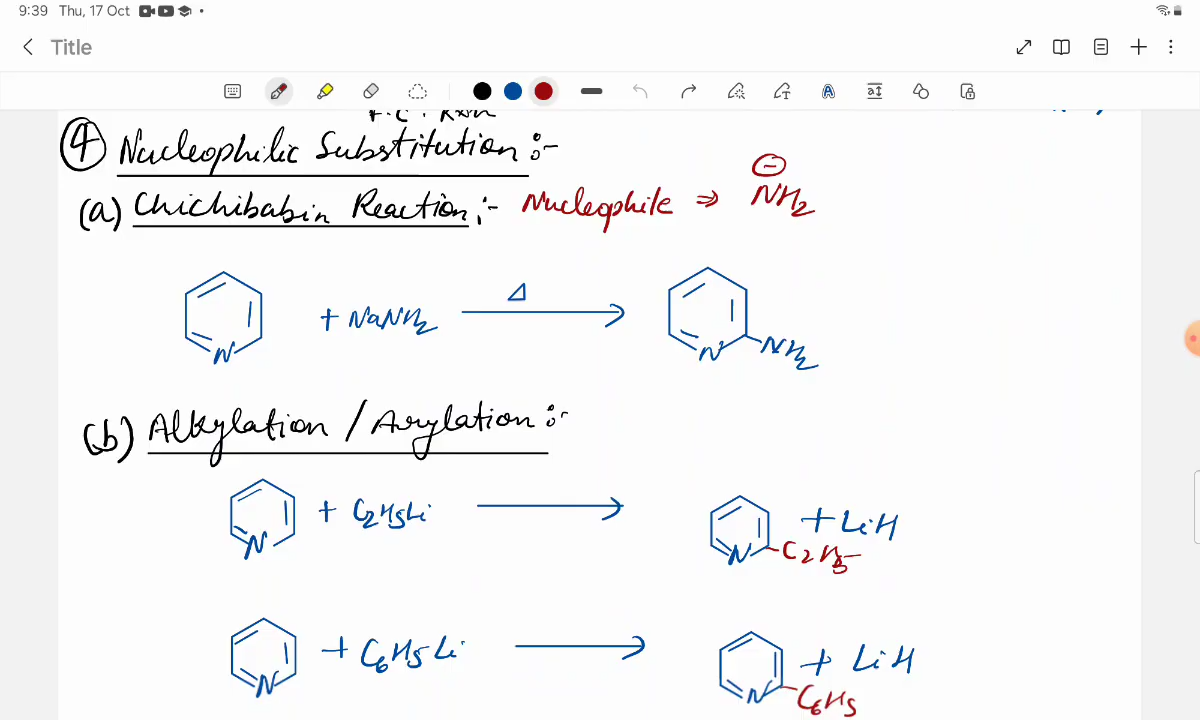 9:39 Thu, 17 Oct
Title
F.C. Rxn
④ Nucleophilic Substitution :-
(a) Chichibabin Reaction :- Nucleophile ⇒ ⊖NH2
N + NaNH2 Δ → N NH2
(b) Alkylation / Arylation :-
N + C2H5Li → N C2H5 + LiH
N + C6H5Li → N C6H5 + LiH